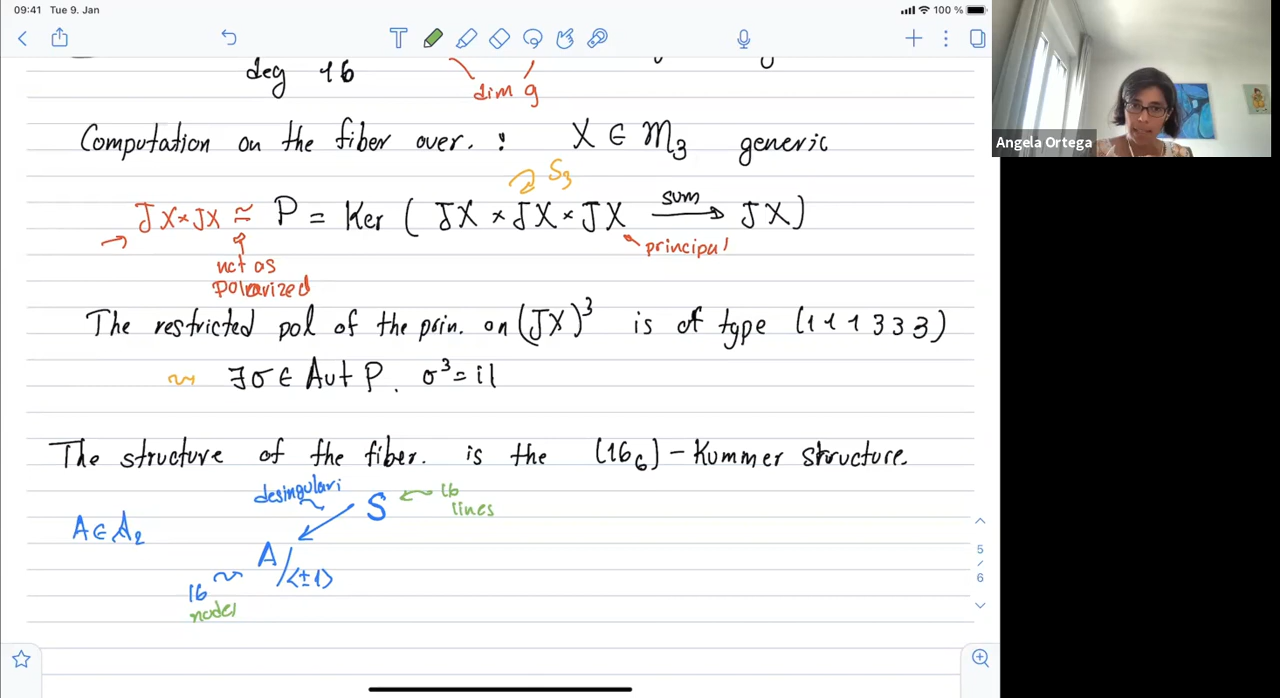 09:41 Tue 9. Jan
100 %
deg 16
dim g
Computation on the fiber over. : X ∈ M₃ generic
S₃
JX×JX ≅ P = Ker ( JX × JX × JX sum → JX )
not as polarized
principal
The restricted pol of the prin. on (JX)³ is of type (1 1 1 3 3 3)
∃σ ∈ Aut P. σ³ = id
The structure of the fiber. is the (16₆) - Kummer structure.
desingulari
S
16 lines
A ∈ A₂
A/<±1>
16 nodes
5
/
6
Angela Ortega